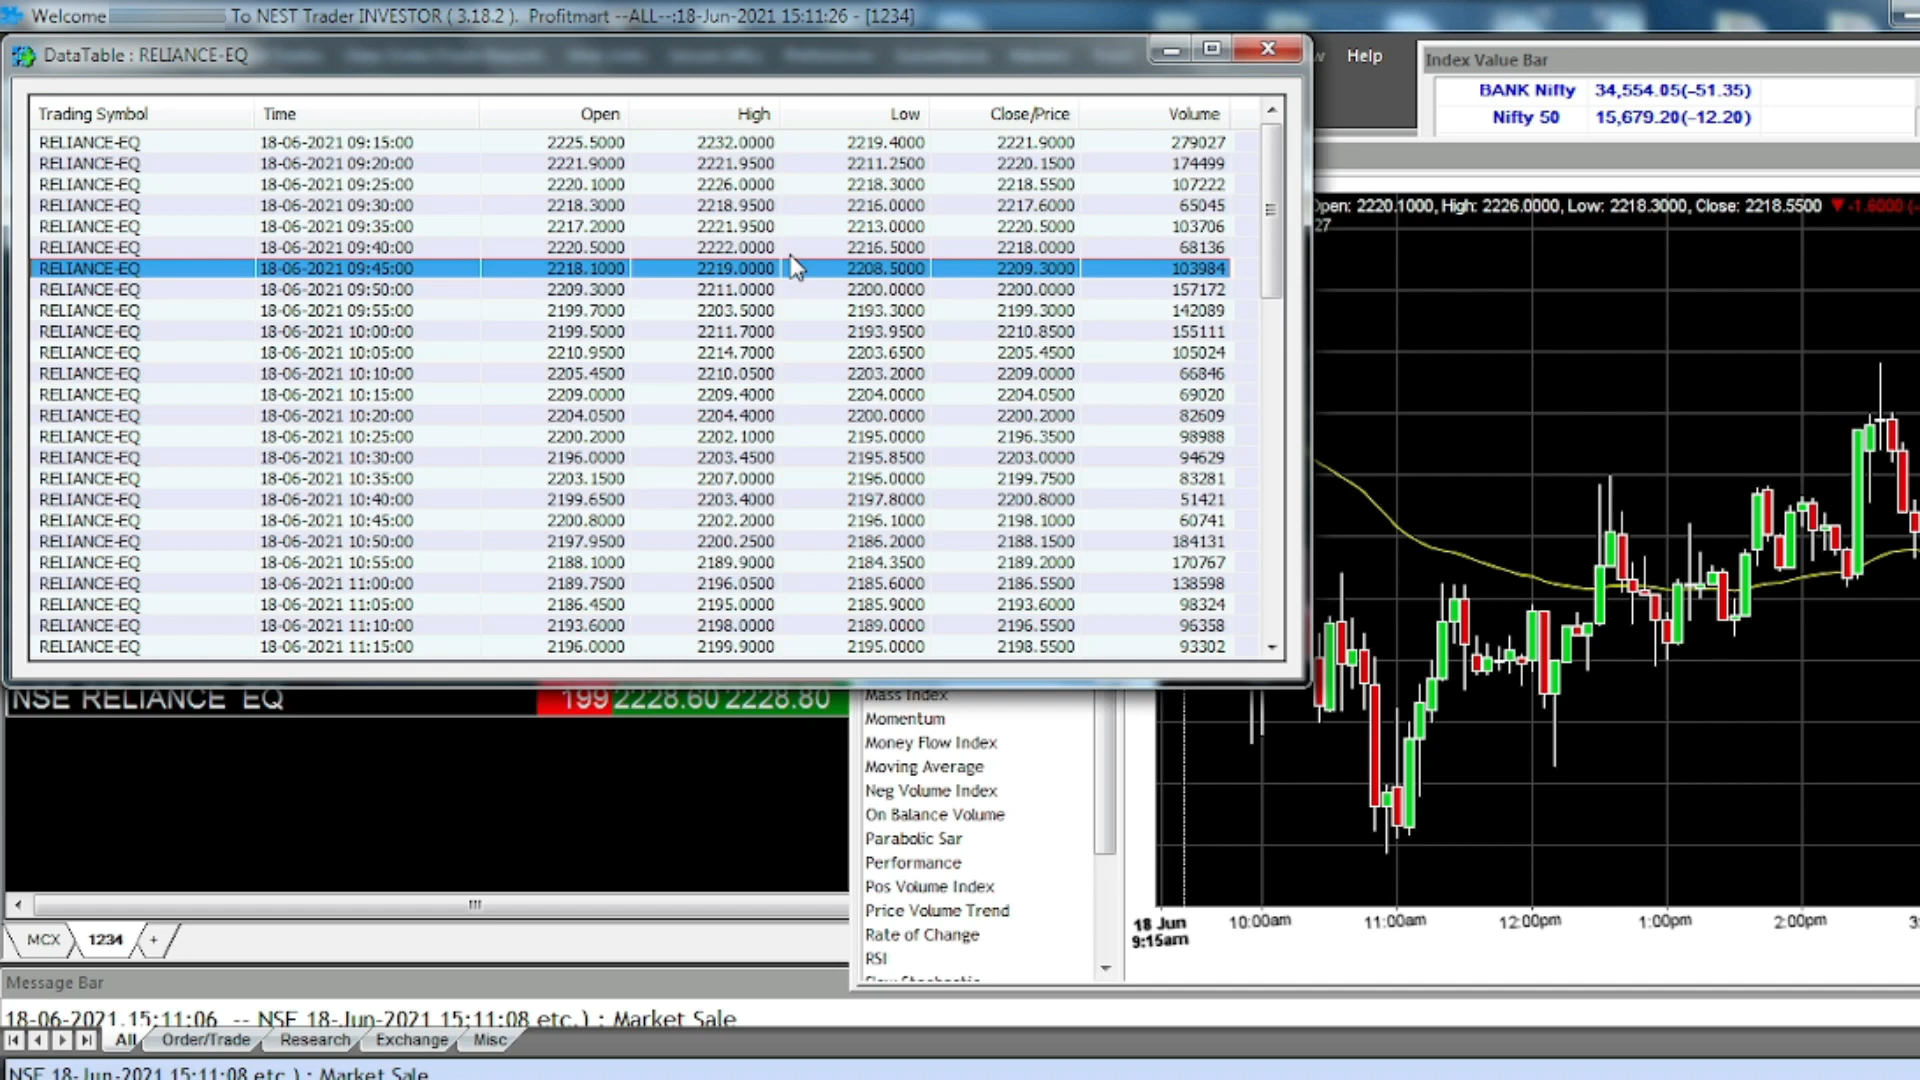 Welcome To NEST Trader INVESTOR ( 3.18.2 ). Profitmart --ALL--:18-Jun-2021 15:11:26 - [1234]
DataTable : RELIANCE-EQ
Help
Index Value Bar
BANK Nifty 34,554.05(-51.35)
Nifty 50 15,679.20(-12.20)
Trading Symbol Time Open High Low Close/Price Volume
RELIANCE-EQ 18-06-2021 09:15:00 2225.5000 2232.0000 2219.4000 2221.9000 279027
RELIANCE-EQ 18-06-2021 09:20:00 2221.9000 2221.9500 2211.2500 2220.1500 174499
RELIANCE-EQ 18-06-2021 09:25:00 2220.1000 2226.0000 2218.3000 2218.5500 107222
RELIANCE-EQ 18-06-2021 09:30:00 2218.3000 2218.9500 2216.0000 2217.6000 65045
RELIANCE-EQ 18-06-2021 09:35:00 2217.2000 2221.9500 2213.0000 2220.5000 103706
RELIANCE-EQ 18-06-2021 09:40:00 2220.5000 2222.0000 2216.5000 2218.0000 68136
RELIANCE-EQ 18-06-2021 09:45:00 2218.1000 2219.0000 2208.5000 2209.3000 103984
RELIANCE-EQ 18-06-2021 09:50:00 2209.3000 2211.0000 2200.0000 2200.0000 157172
RELIANCE-EQ 18-06-2021 09:55:00 2199.7000 2203.5000 2193.3000 2199.3000 142089
RELIANCE-EQ 18-06-2021 10:00:00 2199.5000 2211.7000 2193.9500 2210.8500 155111
RELIANCE-EQ 18-06-2021 10:05:00 2210.9500 2214.7000 2203.6500 2205.4500 105024
RELIANCE-EQ 18-06-2021 10:10:00 2205.4500 2210.0500 2203.2000 2209.0000 66846
RELIANCE-EQ 18-06-2021 10:15:00 2209.0000 2209.4000 2204.0000 2204.0500 69020
RELIANCE-EQ 18-06-2021 10:20:00 2204.0500 2204.4000 2200.0000 2200.2000 82609
RELIANCE-EQ 18-06-2021 10:25:00 2200.2000 2202.1000 2195.0000 2196.3500 98988
RELIANCE-EQ 18-06-2021 10:30:00 2196.0000 2203.4500 2195.8500 2203.0000 94629
RELIANCE-EQ 18-06-2021 10:35:00 2203.1500 2207.0000 2196.0000 2199.7500 83281
RELIANCE-EQ 18-06-2021 10:40:00 2199.6500 2203.4000 2197.8000 2200.8000 51421
RELIANCE-EQ 18-06-2021 10:45:00 2200.8000 2202.2000 2196.1000 2198.1000 60741
RELIANCE-EQ 18-06-2021 10:50:00 2197.9500 2200.2500 2186.2000 2188.1500 184131
RELIANCE-EQ 18-06-2021 10:55:00 2188.1000 2189.9000 2184.3500 2189.2000 170767
RELIANCE-EQ 18-06-2021 11:00:00 2189.7500 2196.0500 2185.6000 2186.5500 138598
RELIANCE-EQ 18-06-2021 11:05:00 2186.4500 2195.0000 2185.9000 2193.6000 98324
RELIANCE-EQ 18-06-2021 11:10:00 2193.6000 2198.0000 2189.0000 2196.5500 96358
RELIANCE-EQ 18-06-2021 11:15:00 2196.0000 2199.9000 2195.0000 2198.5500 93302
Open: 2220.1000, High: 2226.0000, Low: 2218.3000, Close: 2218.5500 ▼ -1.6000 (-
27
NSE RELIANCE EQ 199 2228.60 2228.80
Mass Index
Momentum
Money Flow Index
Moving Average
Neg Volume Index
On Balance Volume
Parabolic Sar
Performance
Pos Volume Index
Price Volume Trend
Rate of Change
RSI
18 Jun
9:15am 10:00am 11:00am 12:00pm 1:00pm 2:00pm 3:
MCX 1234 +
Message Bar
18-06-2021 15:11:06 -- NSE 18-Jun-2021 15:11:08 etc.) : Market Sale
All Order/Trade Research Exchange Misc
NSE 18-Jun-2021 15:11:08 etc.) : Market Sale